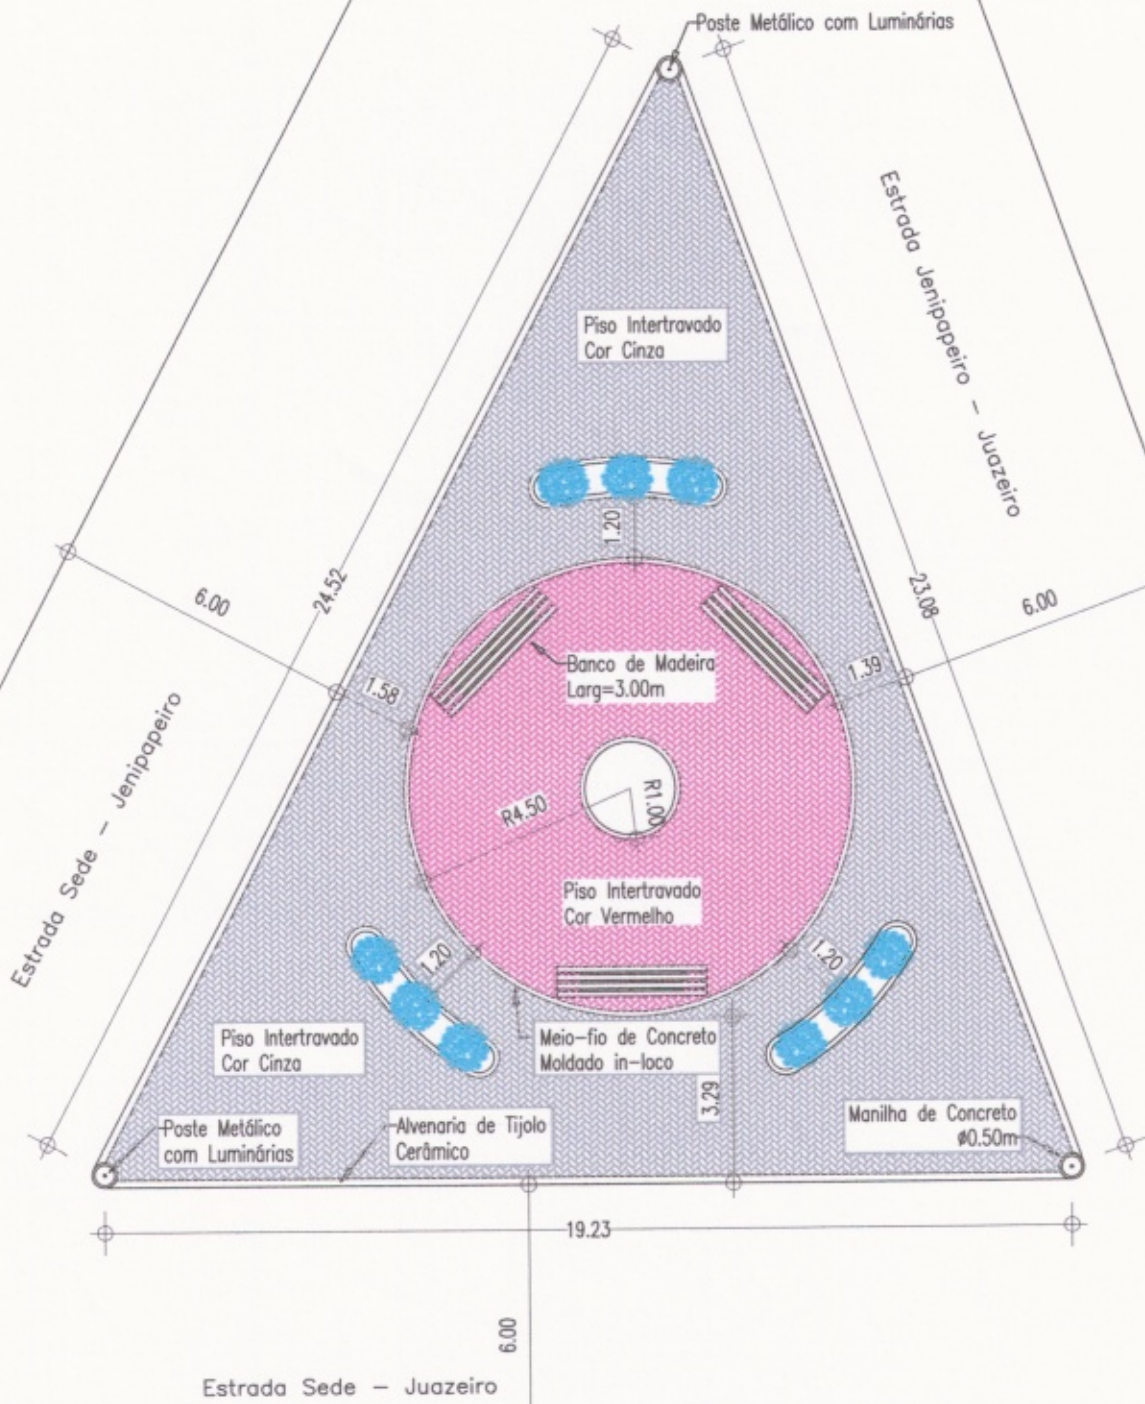 Poste Metálico com Luminárias
Estrada Jenipapeiro - Juazeiro
Piso Intertravado
Cor Cinza
1.20
24.52
23.08
6.00
6.00
1.58
1.39
Banco de Madeira
Larg=3.00m
Estrada Sede - Jenipapeiro
R4.50
R1.00
Piso Intertravado
Cor Vermelho
1.20
1.20
Piso Intertravado
Cor Cinza
Meio-fio de Concreto
Moldado in-loco
3.29
Poste Metálico
com Luminárias
Alvenaria de Tijolo
Cerâmico
Manilha de Concreto
ø0.50m
19.23
6.00
Estrada Sede - Juazeiro